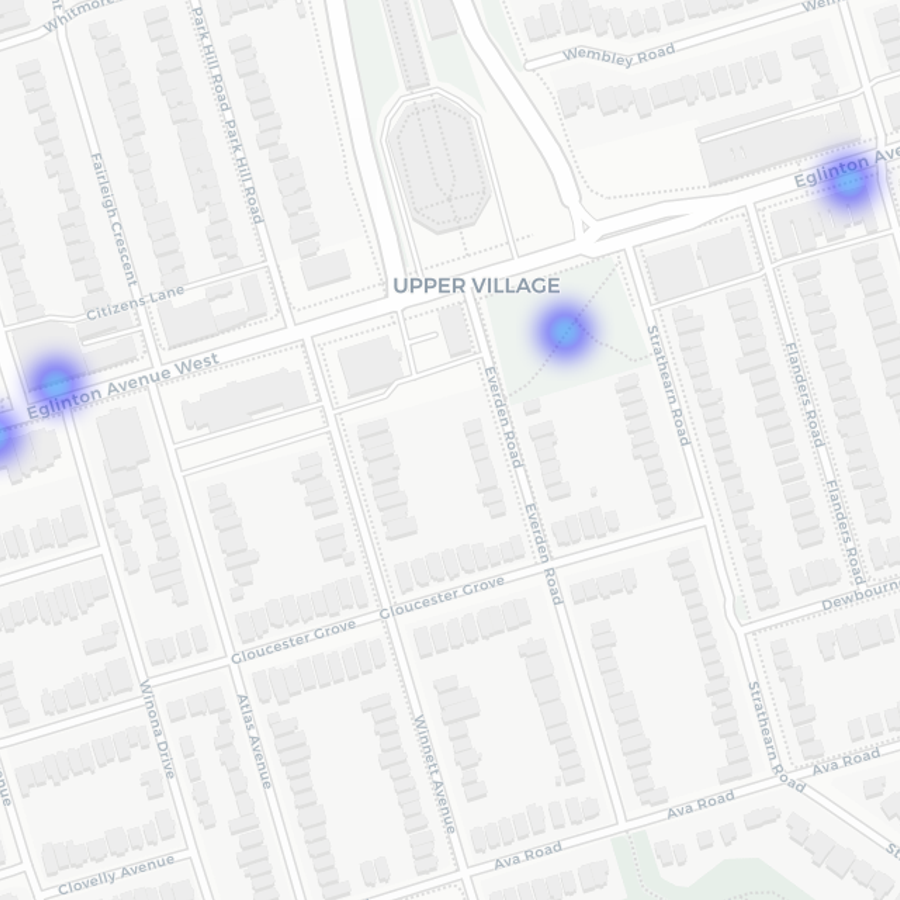 Whitmore
Wembley Road
Park Hill Road
Park Hill Road
Fairleigh Crescent
Eglinton Ave
Citizens Lane
UPPER VILLAGE
Eglinton Avenue West
Everden Road
Strathearn Road
Flanders Road
Flanders Road
Everden Road
Gloucester Grove
Gloucester Grove
Dewbourne
Winona Drive
Atlas Avenue
Winnett Avenue
Strathearn Road
Ava Road
Ava Road
Ava Road
Clovelly Avenue